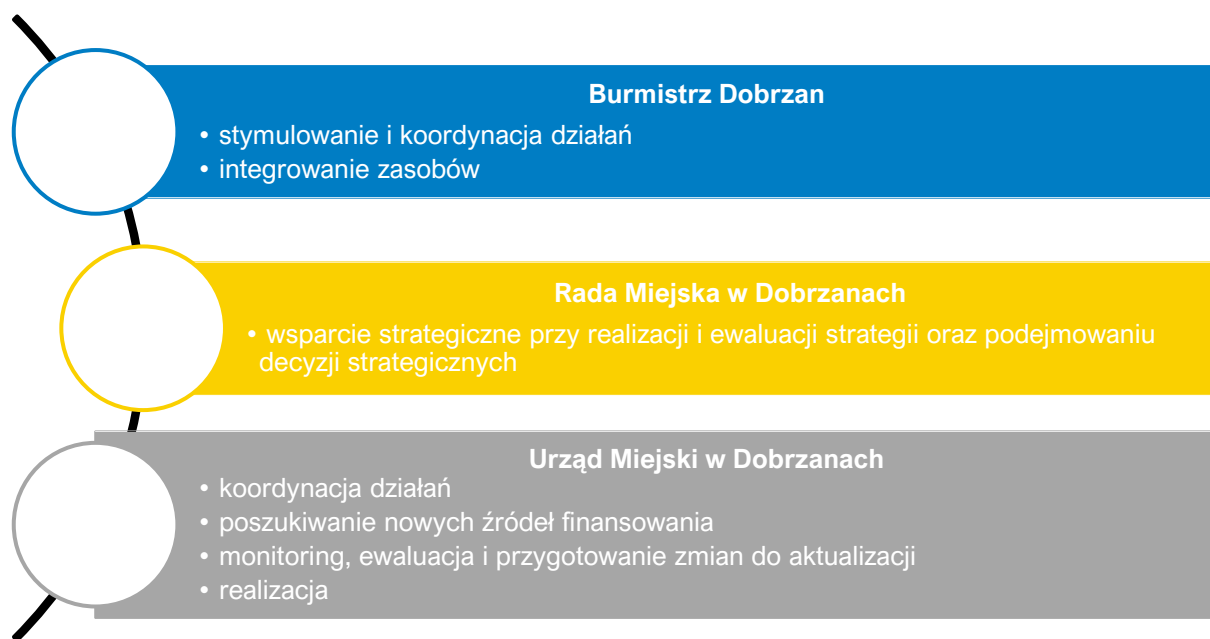 Burmistrz Dobrzan
• stymulowanie i koordynacja działań
• integrowanie zasobów
Rada Miejska w Dobrzanach
• wsparcie strategiczne przy realizacji i ewaluacji strategii oraz podejmowaniu
decyzji strategicznych
Urząd Miejski w Dobrzanach
• koordynacja działań
• poszukiwanie nowych źródeł finansowania
• monitoring, ewaluacja i przygotowanie zmian do aktualizacji
• realizacja